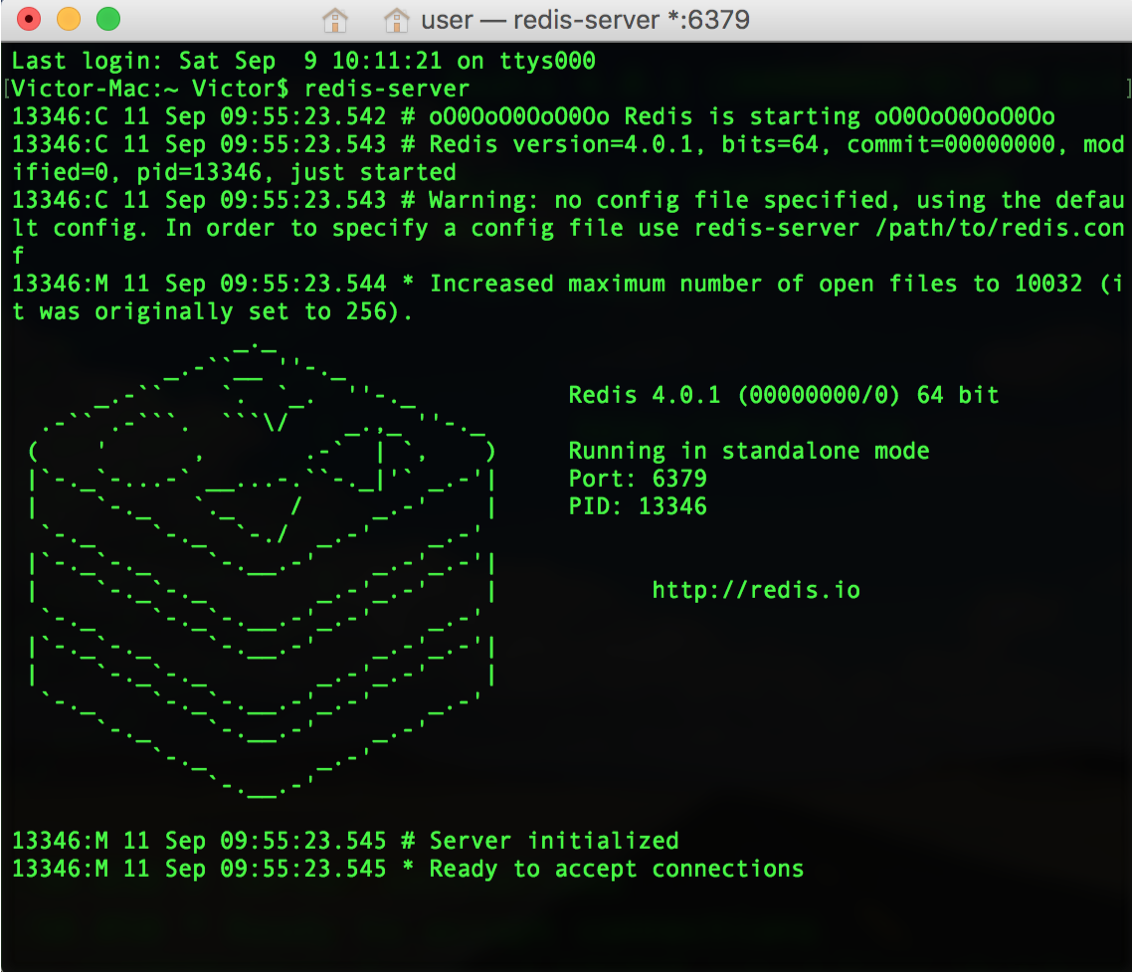 user — redis-server *:6379
Last login: Sat Sep  9 10:11:21 on ttys000
[Victor-Mac:~ Victor$ redis-server ]
13346:C 11 Sep 09:55:23.542 # oO0OoO0OoO0Oo Redis is starting oO0OoO0OoO0Oo
13346:C 11 Sep 09:55:23.543 # Redis version=4.0.1, bits=64, commit=00000000, mod
ified=0, pid=13346, just started
13346:C 11 Sep 09:55:23.543 # Warning: no config file specified, using the defau
lt config. In order to specify a config file use redis-server /path/to/redis.con
f
13346:M 11 Sep 09:55:23.544 * Increased maximum number of open files to 10032 (i
t was originally set to 256).
Redis 4.0.1 (00000000/0) 64 bit
Running in standalone mode
Port: 6379
PID: 13346
http://redis.io
13346:M 11 Sep 09:55:23.545 # Server initialized
13346:M 11 Sep 09:55:23.545 * Ready to accept connections